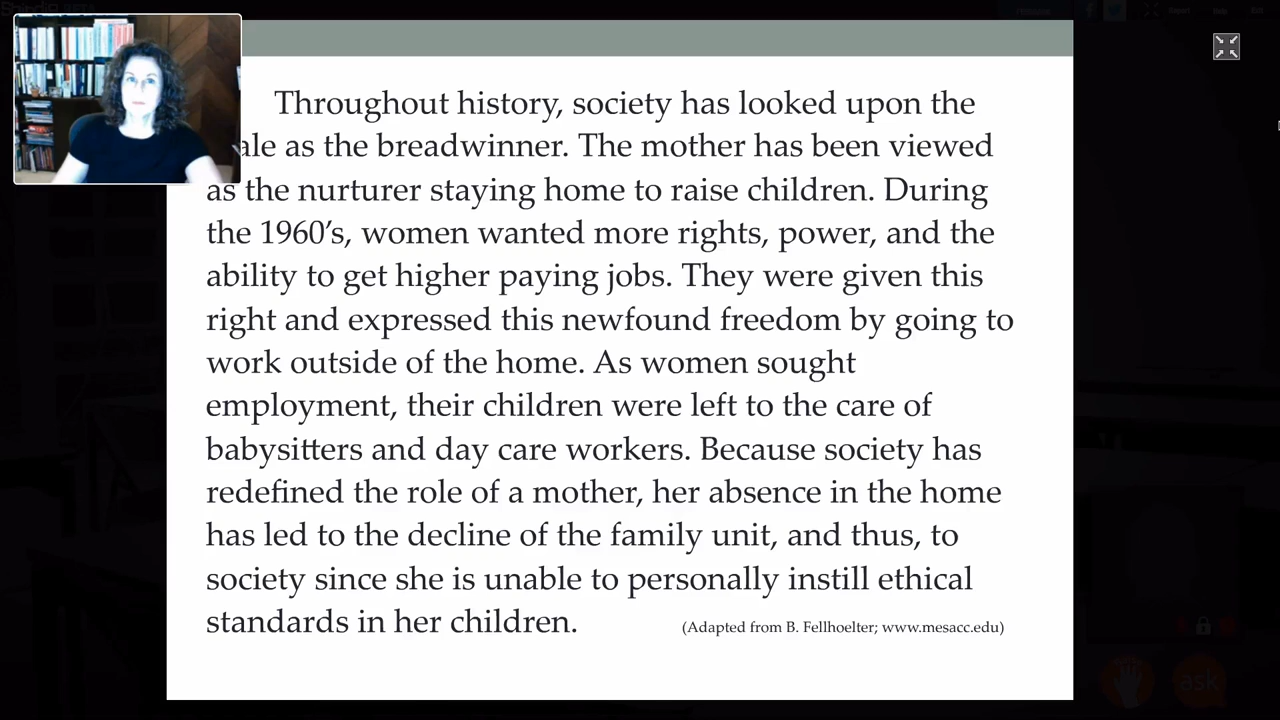 Throughout history, society has looked upon the
ale as the breadwinner. The mother has been viewed
as the nurturer staying home to raise children. During
the 1960's, women wanted more rights, power, and the
ability to get higher paying jobs. They were given this
right and expressed this newfound freedom by going to
work outside of the home. As women sought
employment, their children were left to the care of
babysitters and day care workers. Because society has
redefined the role of a mother, her absence in the home
has led to the decline of the family unit, and thus, to
society since she is unable to personally instill ethical
standards in her children.
(Adapted from B. Fellhoelter; www.mesacc.edu)
ask